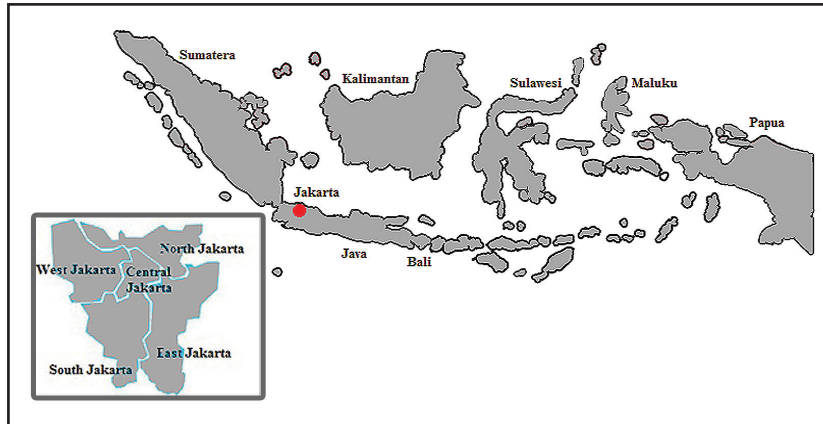 Sumatera
Kalimantan
Sulawesi
Maluku
Papua
Jakarta
Java
Bali
North Jakarta
West Jakarta
Central
Jakarta
East Jakarta
South Jakarta